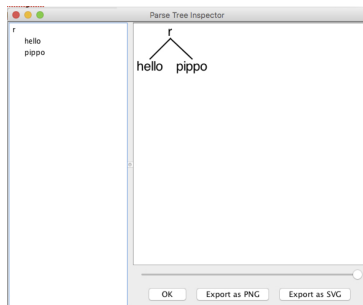 Parse Tree Inspector
r
hello
pippo
r
hello pippo
OK Export as PNG Export as SVG